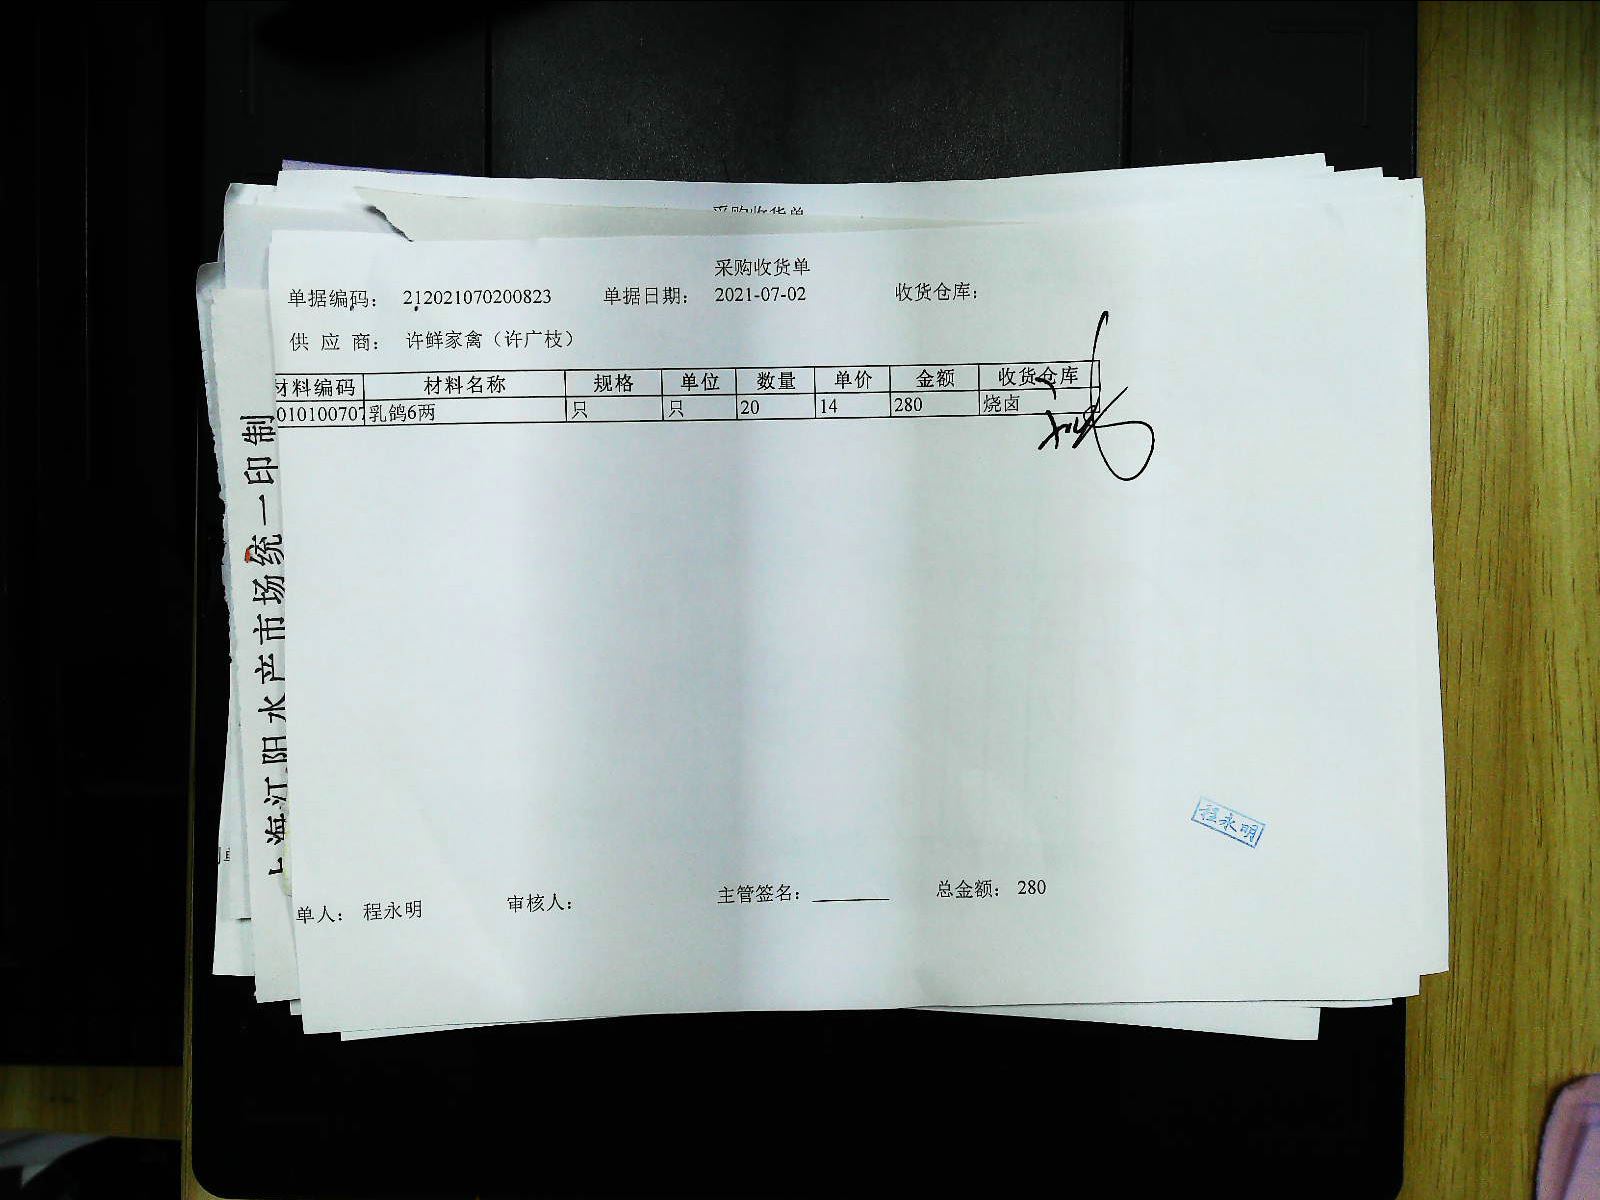 采购收货单
采购收货单
单据编码： 212021070200823 单据日期： 2021-07-02 收货仓库：
供应商： 许鲜家禽（许广枝）
材料编码 材料名称 规格 单位 数量 单价 金额 收货仓库
010100707 乳鸽6两 只 只 20 14 280 烧卤
上海江阳水产市场统一印制
程永明
单人： 程永明 审核人： 主管签名： 总金额： 280